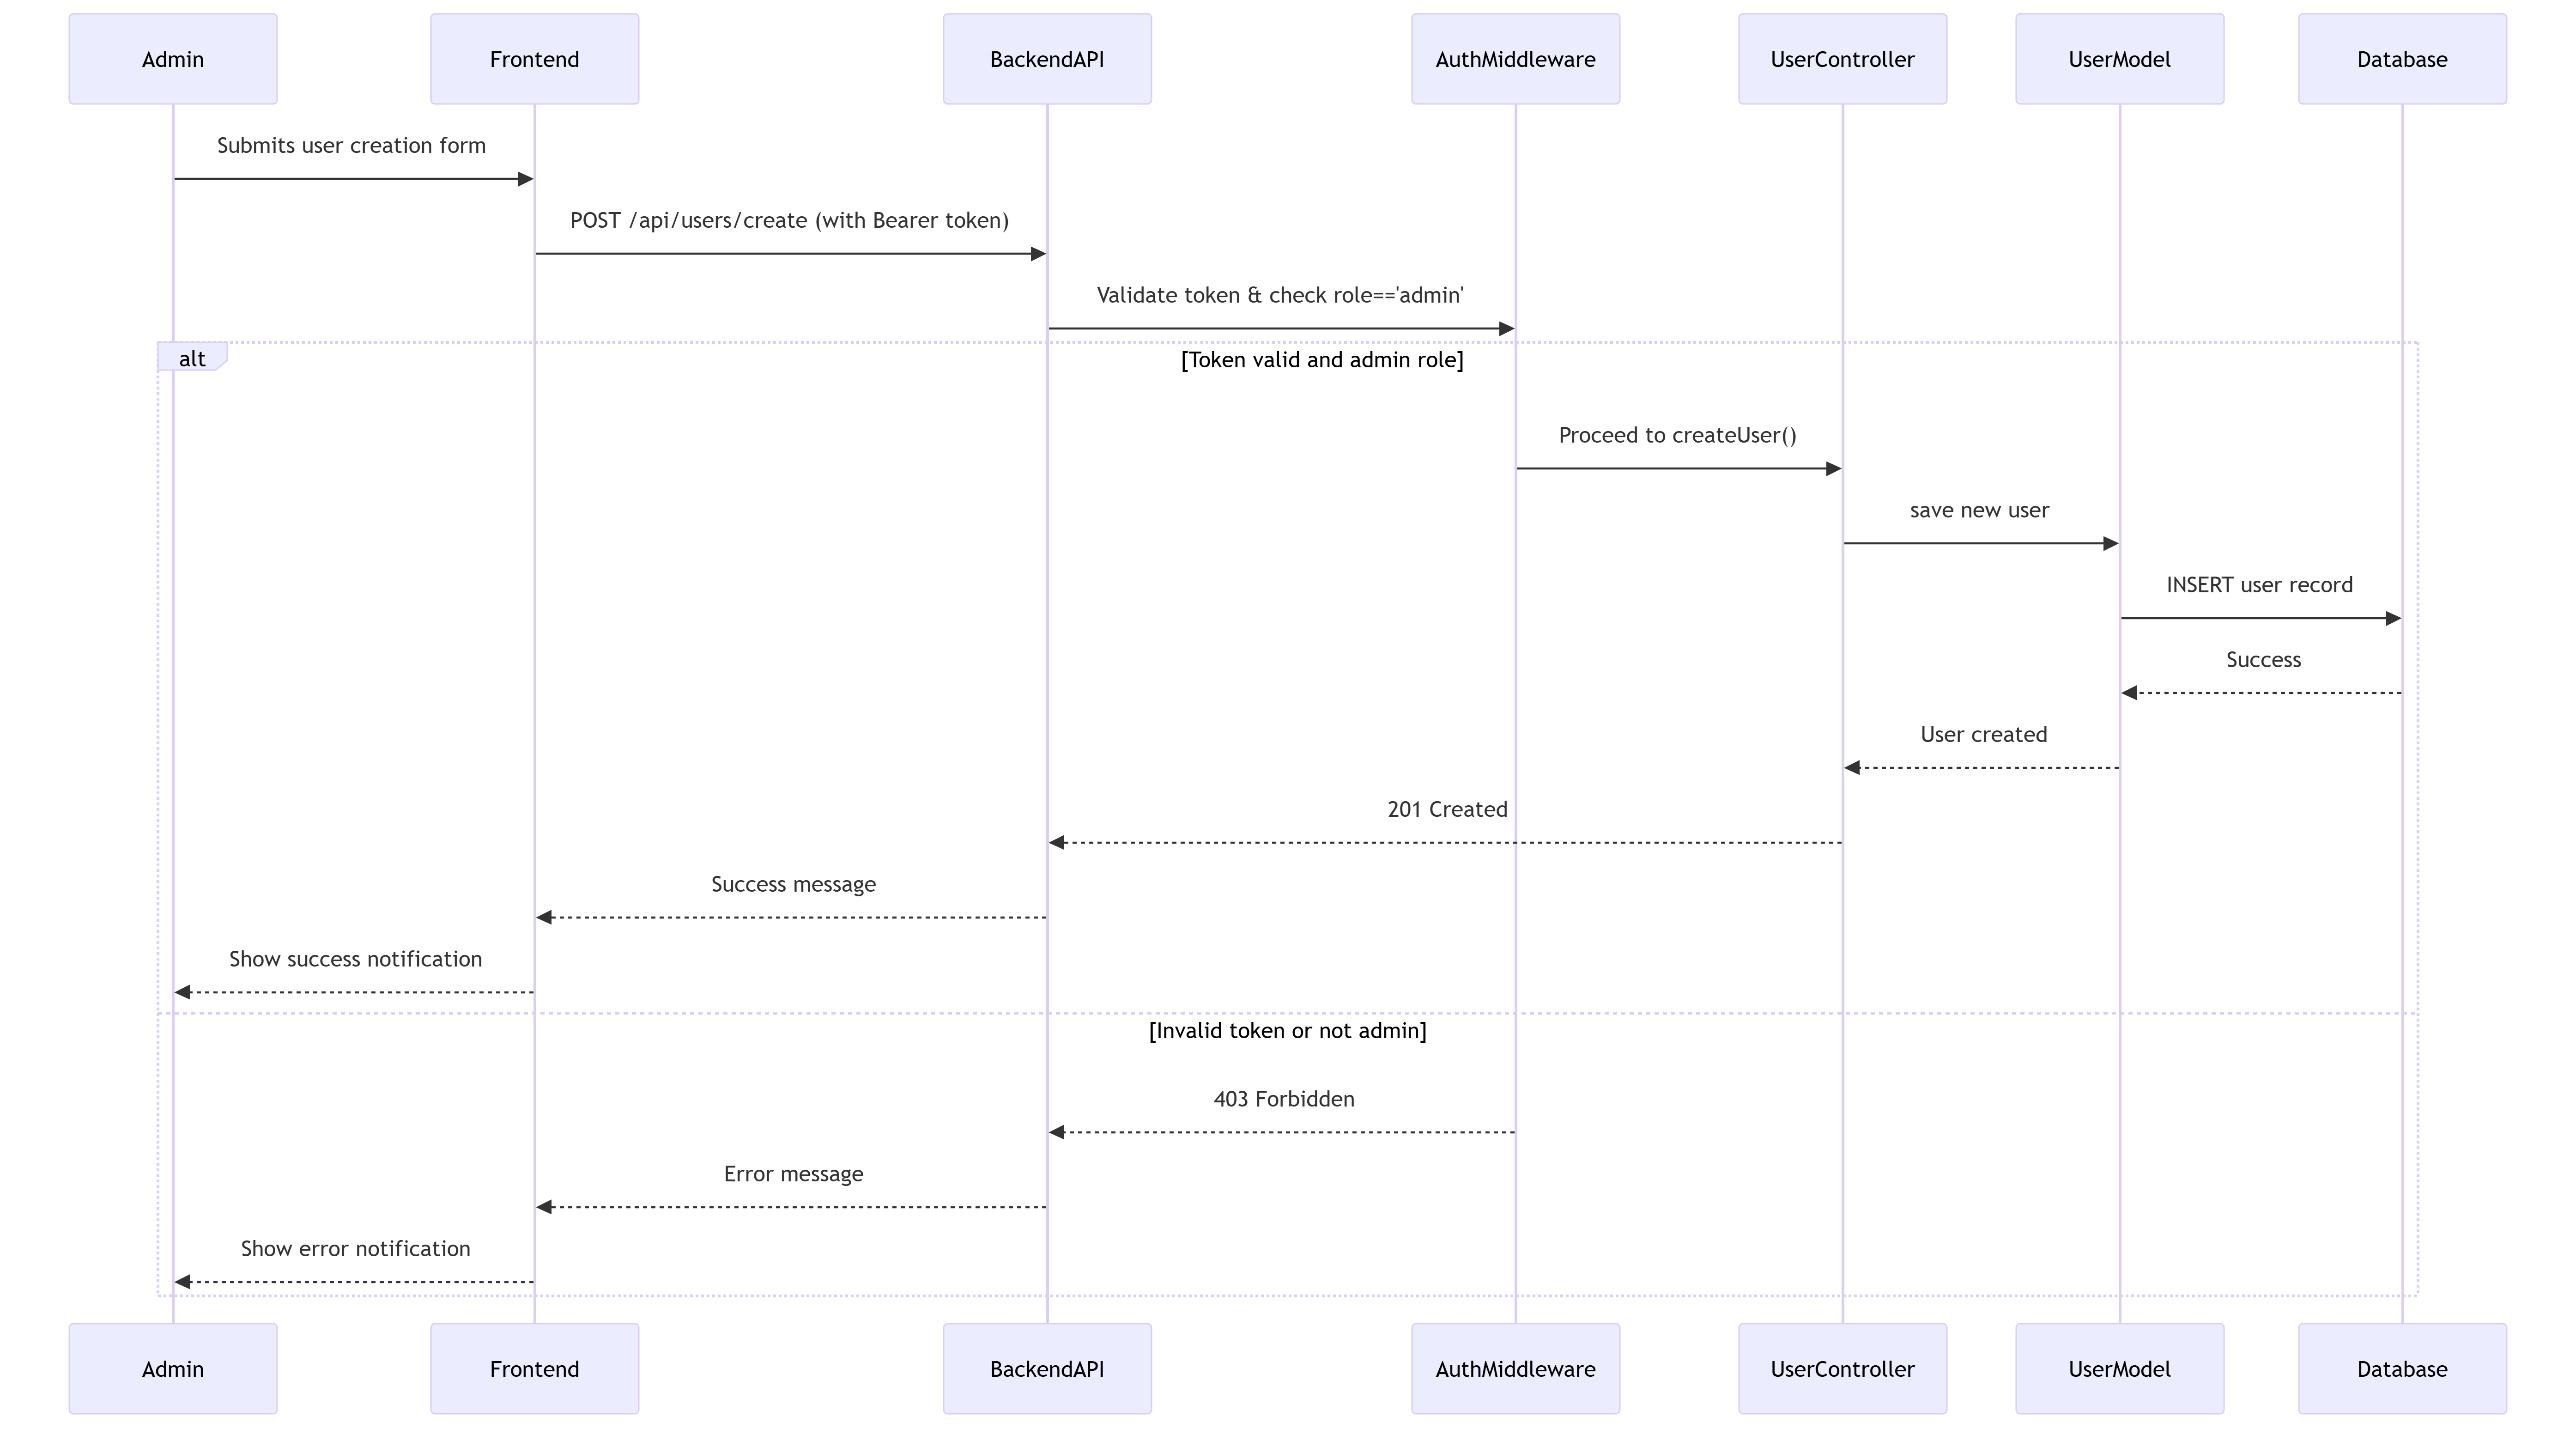 Admin
Frontend
BackendAPI
AuthMiddleware
UserController
UserModel
Database
Submits user creation form
POST /api/users/create (with Bearer token)
Validate token & check role=='admin'
alt
[Token valid and admin role]
Proceed to createUser()
save new user
INSERT user record
Success
User created
201 Created
Success message
Show success notification
[Invalid token or not admin]
403 Forbidden
Error message
Show error notification
Admin
Frontend
BackendAPI
AuthMiddleware
UserController
UserModel
Database